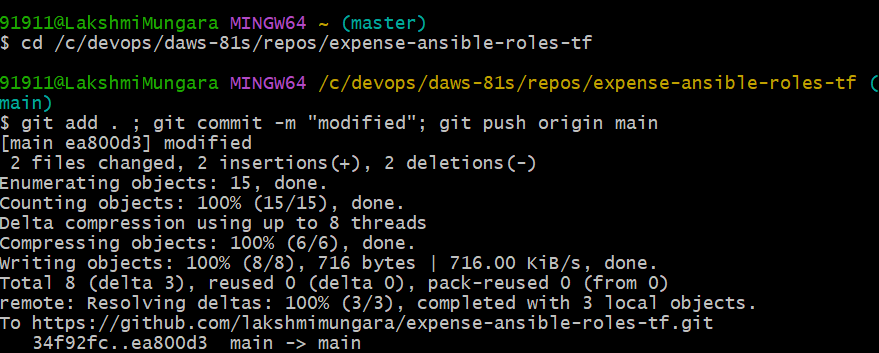 91911@LakshmiMungara MINGW64 ~ (master)
$ cd /c/devops/daws-81s/repos/expense-ansible-roles-tf
91911@LakshmiMungara MINGW64 /c/devops/daws-81s/repos/expense-ansible-roles-tf (
main)
$ git add . ; git commit -m "modified"; git push origin main
[main ea800d3] modified
 2 files changed, 2 insertions(+), 2 deletions(-)
Enumerating objects: 15, done.
Counting objects: 100% (15/15), done.
Delta compression using up to 8 threads
Compressing objects: 100% (6/6), done.
Writing objects: 100% (8/8), 716 bytes | 716.00 KiB/s, done.
Total 8 (delta 3), reused 0 (delta 0), pack-reused 0 (from 0)
remote: Resolving deltas: 100% (3/3), completed with 3 local objects.
To https://github.com/lakshmimungara/expense-ansible-roles-tf.git
   34f92fc..ea800d3  main -> main